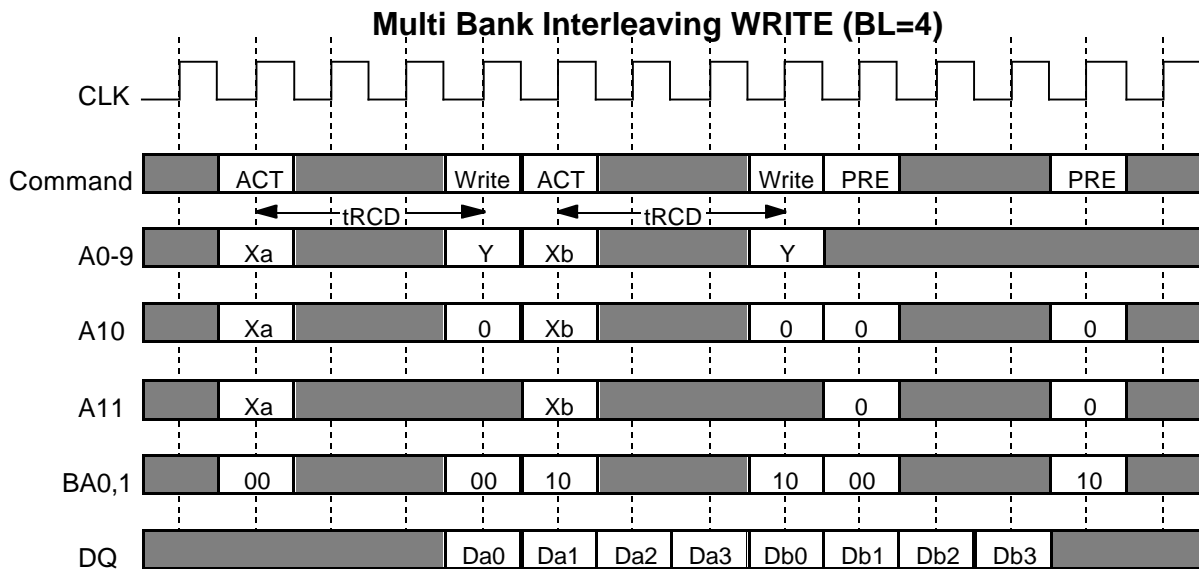 Multi Bank Interleaving WRITE (BL=4)
CLK
Command ACT Write ACT Write PRE PRE
tRCD tRCD
A0-9 Xa Y Xb Y
A10 Xa 0 Xb 0 0 0
A11 Xa Xb 0 0
BA0,1 00 00 10 10 00 10
DQ Da0 Da1 Da2 Da3 Db0 Db1 Db2 Db3